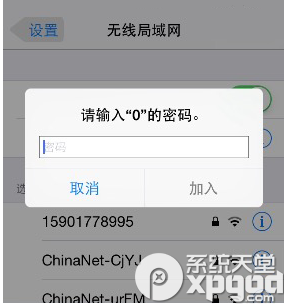 设置
无线局域网
请输入“0”的密码。
密码
取消
加入
选
15901778995
ChinaNet-CjYJ
ChinaNet-urFM
系统天堂
xpgod